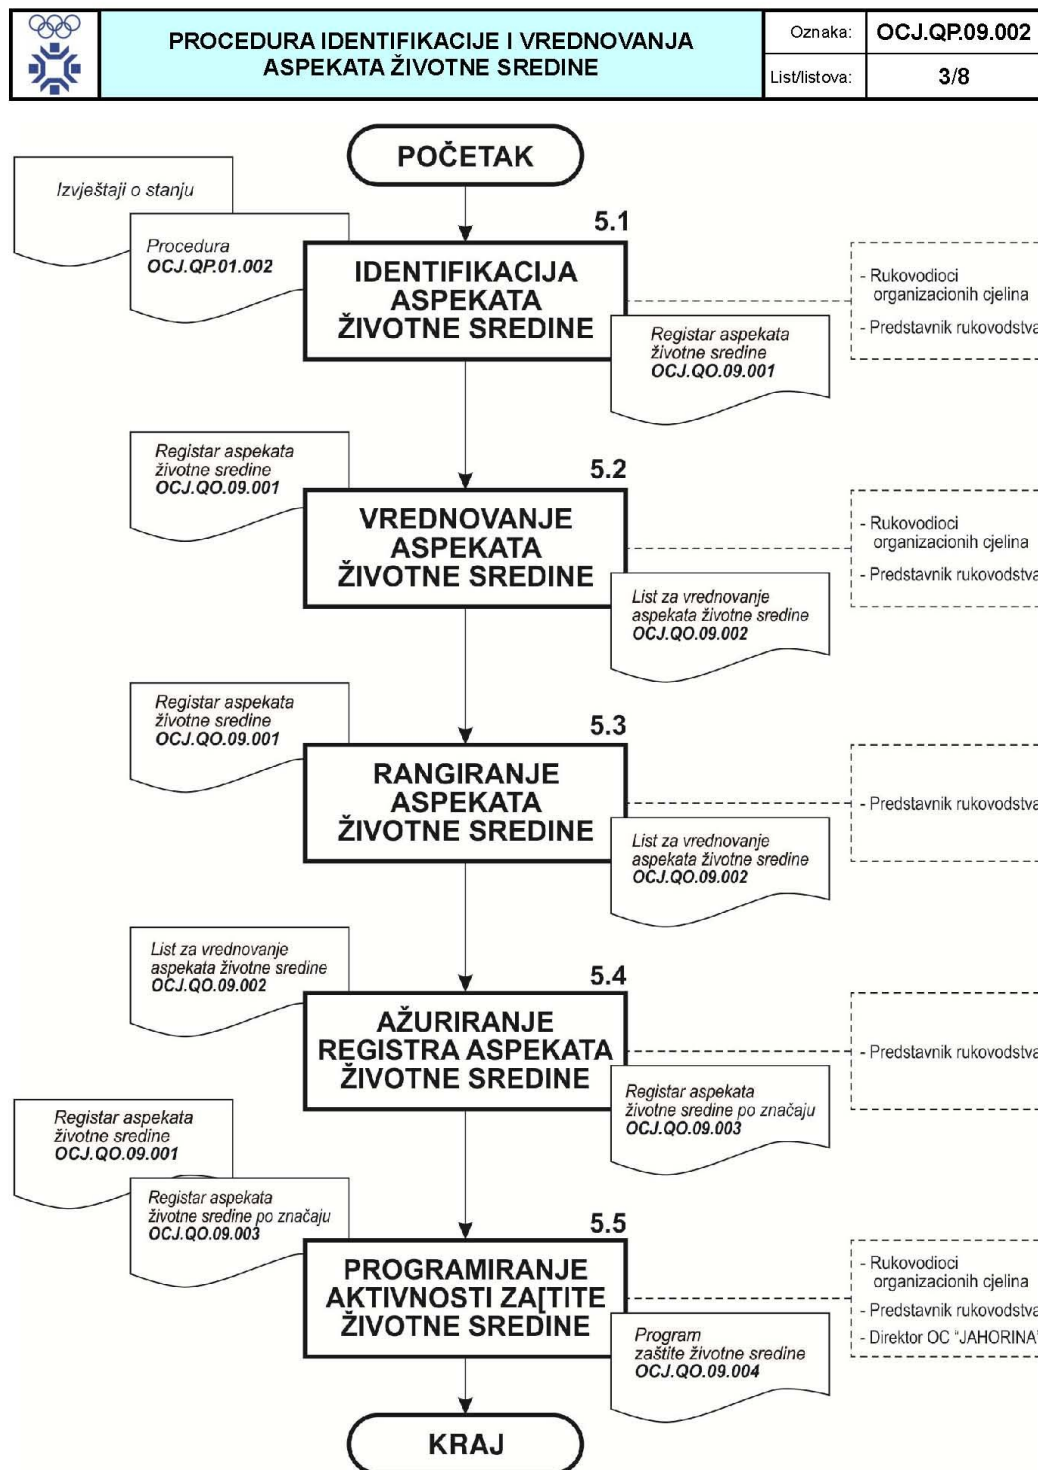 PROCEDURA IDENTIFIKACIJE I VREDNOVANJA
ASPEKATA ŽIVOTNE SREDINE
Oznaka:
OCJ.QP.09.002
List/listova:
3/8
POČETAK
Izvještaji o stanju
Procedura
OCJ.QP.01.002
5.1
IDENTIFIKACIJA
ASPEKATA
ŽIVOTNE SREDINE
- Rukovodioci
organizacionih cjelina
- Predstavnik rukovodstva
Registar aspekata
životne sredine
OCJ.QO.09.001
Registar aspekata
životne sredine
OCJ.QO.09.001
5.2
VREDNOVANJE
ASPEKATA
ŽIVOTNE SREDINE
- Rukovodioci
organizacionih cjelina
- Predstavnik rukovodstva
List za vrednovanje
aspekata životne sredine
OCJ.QO.09.002
Registar aspekata
životne sredine
OCJ.QO.09.001
5.3
RANGIRANJE
ASPEKATA
ŽIVOTNE SREDINE
- Predstavnik rukovodstva
List za vrednovanje
aspekata životne sredine
OCJ.QO.09.002
List za vrednovanje
aspekata životne sredine
OCJ.QO.09.002
5.4
AŽURIRANJE
REGISTRA ASPEKATA
ŽIVOTNE SREDINE
- Predstavnik rukovodstva
Registar aspekata
životne sredine po značaju
OCJ.QO.09.003
Registar aspekata
životne sredine
OCJ.QO.09.001
Registar aspekata
životne sredine po značaju
OCJ.QO.09.003
5.5
PROGRAMIRANJE
AKTIVNOSTI ZA[TITE
ŽIVOTNE SREDINE
- Rukovodioci
organizacionih cjelina
- Predstavnik rukovodstva
- Direktor OC "JAHORINA"
Program
zaštite životne sredine
OCJ.QO.09.004
KRAJ